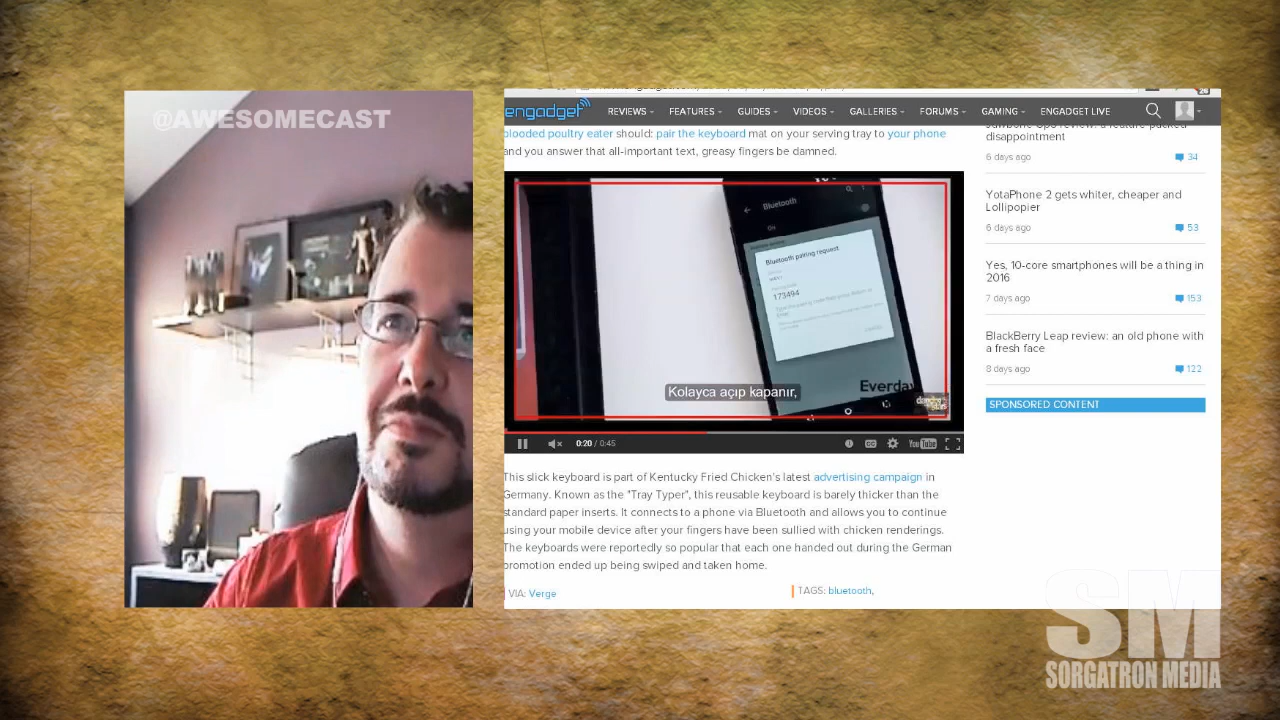 @AWESOMECAST
engadget
REVIEWS
FEATURES
GUIDES
VIDEOS
GALLERIES
FORUMS
GAMING
ENGADGET LIVE
blooded poultry eater should: pair the keyboard mat on your serving tray to your phone
and you answer that all-important text, greasy fingers be damned.
Bluetooth
Bluetooth pairing request
173494
Kolayca açıp kapanır,
Everday
0:20 / 0:45
CC
YouTube
This slick keyboard is part of Kentucky Fried Chicken's latest advertising campaign in
Germany. Known as the "Tray Typer", this reusable keyboard is barely thicker than the
standard paper inserts. It connects to a phone via Bluetooth and allows you to continue
using your mobile device after your fingers have been sullied with chicken renderings.
The keyboards were reportedly so popular that each one handed out during the German
promotion ended up being swiped and taken home.
VIA: Verge
TAGS: bluetooth,
disappointment
6 days ago
34
YotaPhone 2 gets whiter, cheaper and
Lollipopier
6 days ago
53
Yes, 10-core smartphones will be a thing in
2016
7 days ago
153
BlackBerry Leap review: an old phone with
a fresh face
8 days ago
122
SPONSORED CONTENT
SM
SORGATRON MEDIA